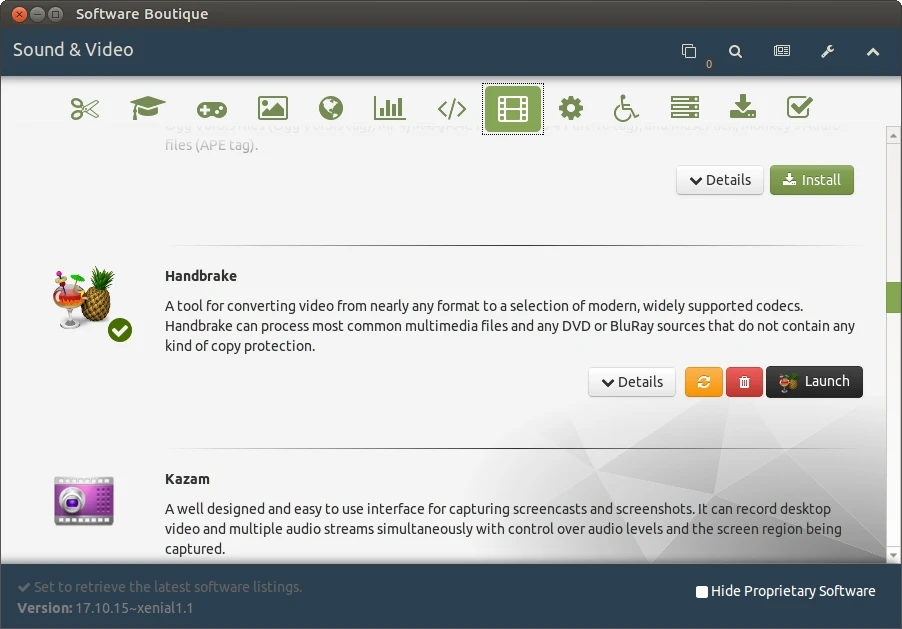 Software Boutique
Sound & Video
0
files (APE tag).
Details
Install
Handbrake
A tool for converting video from nearly any format to a selection of modern, widely supported codecs.
Handbrake can process most common multimedia files and any DVD or BluRay sources that do not contain any
kind of copy protection.
Details
Launch
Kazam
A well designed and easy to use interface for capturing screencasts and screenshots. It can record desktop
video and multiple audio streams simultaneously with control over audio levels and the screen region being
captured.
Set to retrieve the latest software listings.
Hide Proprietary Software
Version: 17.10.15~xenial1.1